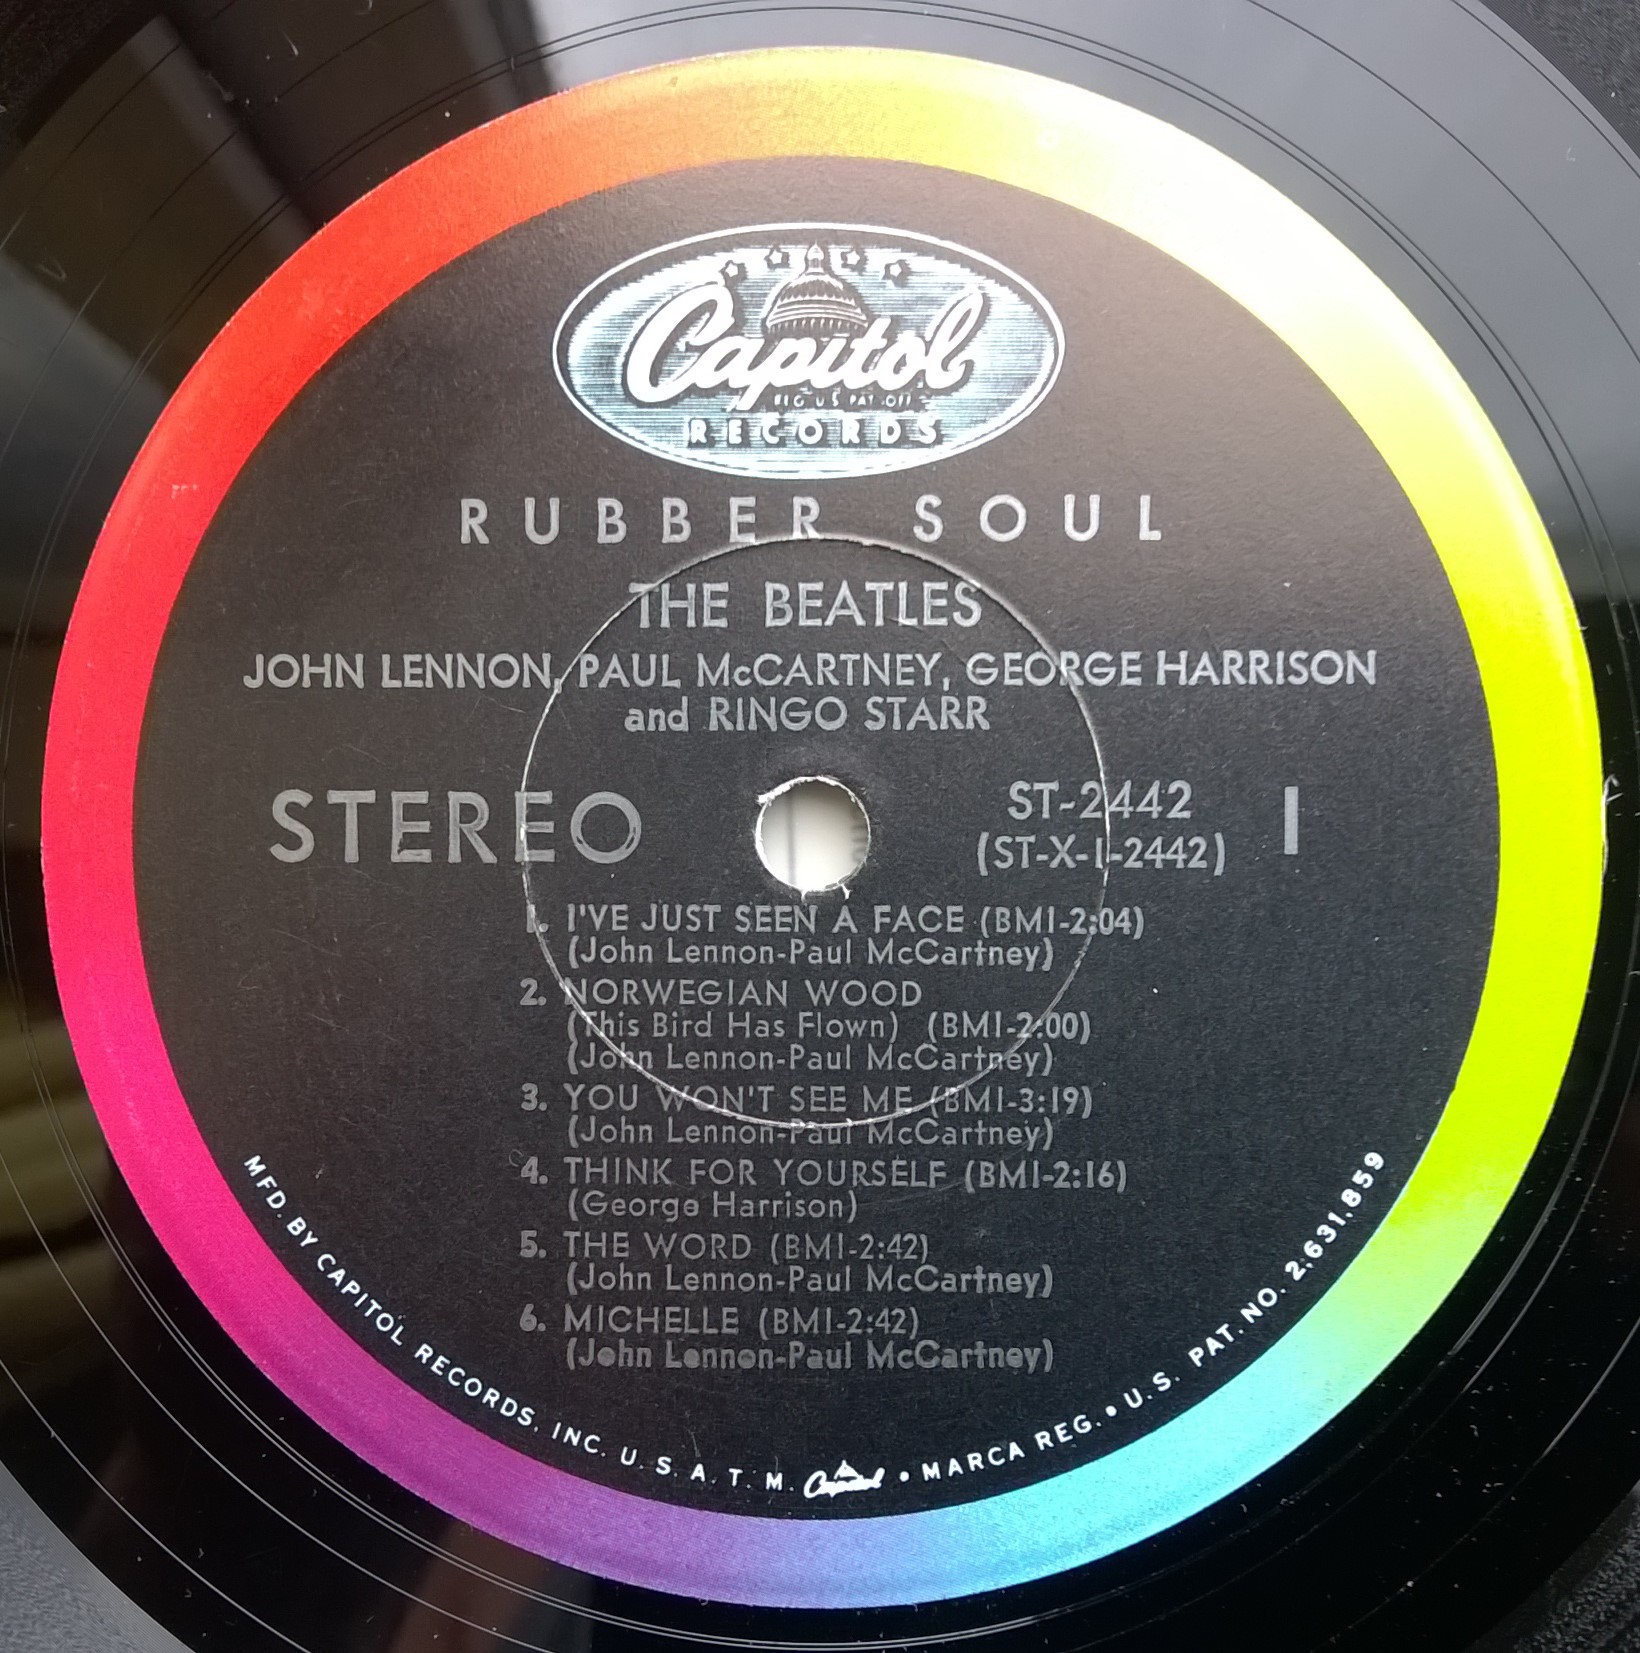 Capitol
REG. U.S. PAT. OFF.
RECORDS
RUBBER SOUL
THE BEATLES
JOHN LENNON, PAUL McCARTNEY, GEORGE HARRISON
and RINGO STARR
STEREO
ST-2442
(ST-X-1-2442)
1
1. I'VE JUST SEEN A FACE (BMI-2:04)
(John Lennon-Paul McCartney)
2. NORWEGIAN WOOD
(This Bird Has Flown) (BMI-2:00)
(John Lennon-Paul McCartney)
3. YOU WON'T SEE ME (BMI-3:19)
(John Lennon-Paul McCartney)
4. THINK FOR YOURSELF (BMI-2:16)
(George Harrison)
5. THE WORD (BMI-2:42)
(John Lennon-Paul McCartney)
6. MICHELLE (BMI-2:42)
(John Lennon-Paul McCartney)
MFD. BY CAPITOL RECORDS, INC. U.S.A. T.M. Capitol • MARCA REG. • U.S. PAT. NO. 2,631,859